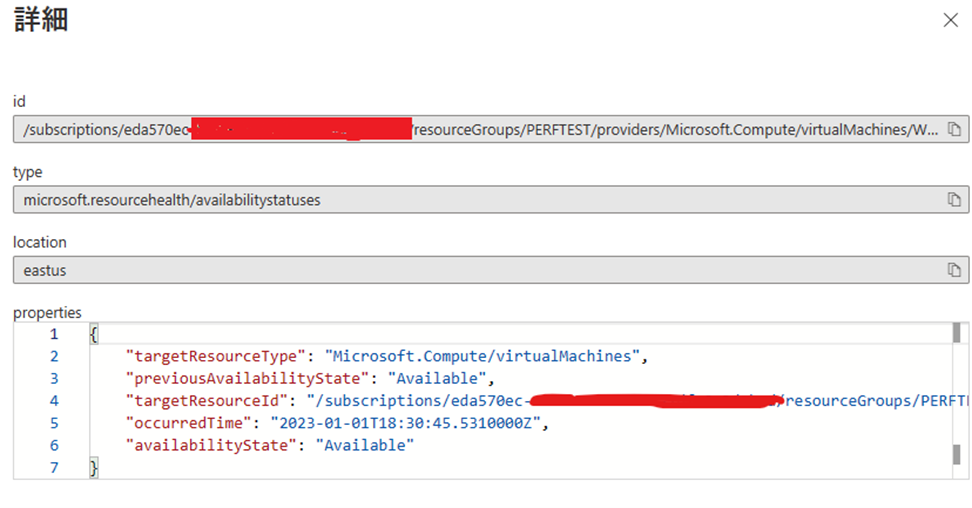 詳細
id
/subscriptions/eda570ec /resourceGroups/PERFTEST/providers/Microsoft.Compute/virtualMachines/W...
type
microsoft.resourcehealth/availabilitystatuses
location
eastus
properties
1 {
2 "targetResourceType": "Microsoft.Compute/virtualMachines",
3 "previousAvailabilityState": "Available",
4 "targetResourceId": "/subscriptions/eda570ec- /resourceGroups/PERFT
5 "occurredTime": "2023-01-01T18:30:45.5310000Z",
6 "availabilityState": "Available"
7 }